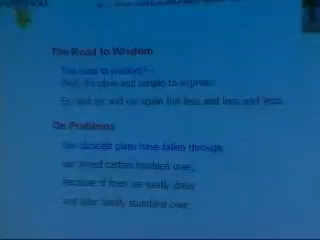 The Road to Wisdom
The road to wisdom?—
Well, it's plain and simple to express:
Err and err and err again but less and less and less.
On Problems
Our choicest plans have fallen through,
our airiest castles tumbled over,
because of lines we neatly drew
and later neatly stumbled over.